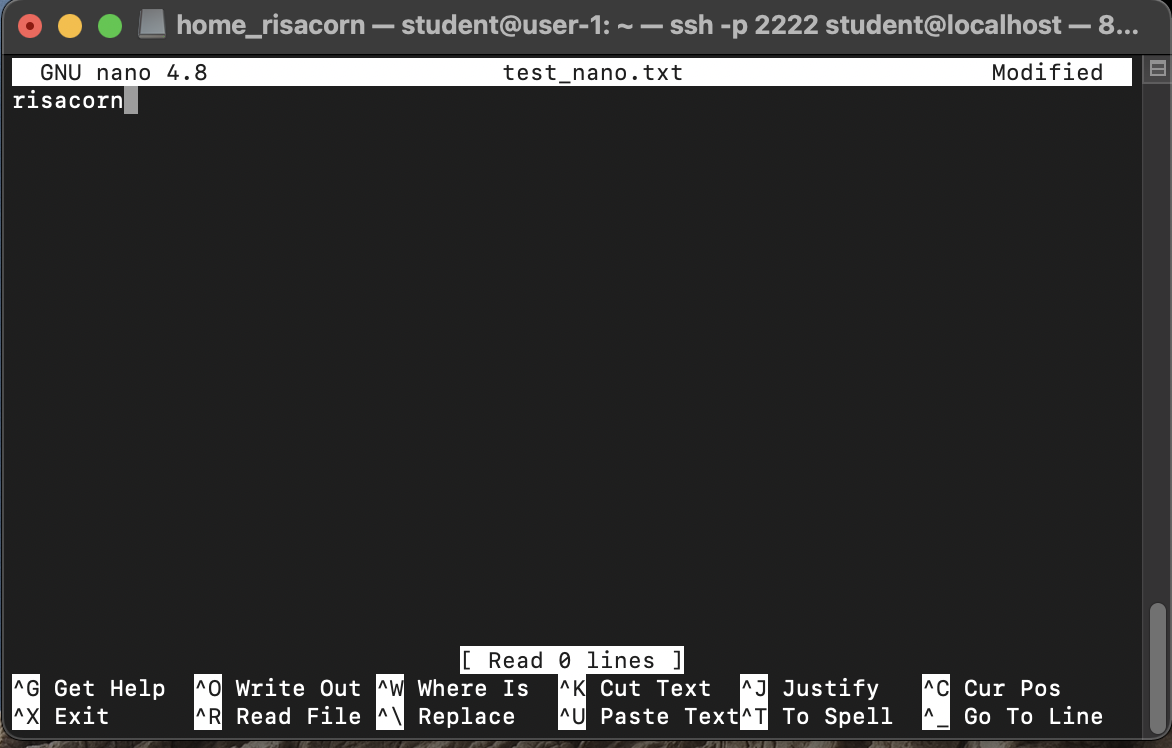 home_risacorn — student@user-1: ~ — ssh -p 2222 student@localhost — 8...
GNU nano 4.8 test_nano.txt Modified
risacorn
[ Read 0 lines ]
^G Get Help ^O Write Out ^W Where Is ^K Cut Text ^J Justify ^C Cur Pos
^X Exit ^R Read File ^\ Replace ^U Paste Text ^T To Spell ^_ Go To Line